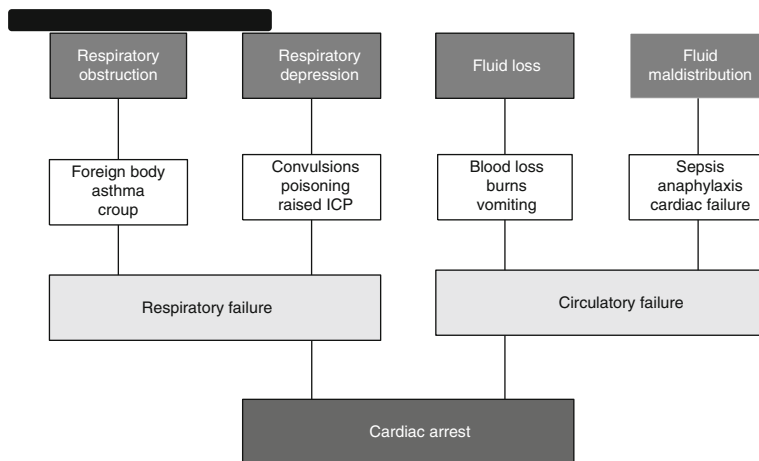 Respiratory
obstruction
Respiratory
depression
Fluid loss
Fluid
maldistribution
Foreign body
asthma
croup
Convulsions
poisoning
raised ICP
Blood loss
burns
vomiting
Sepsis
anaphylaxis
cardiac failure
Respiratory failure
Circulatory failure
Cardiac arrest